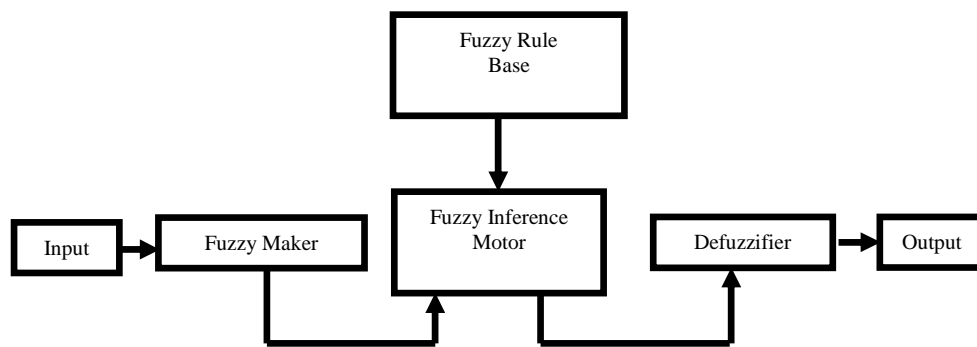 Fuzzy Rule
Base
Fuzzy Inference
Motor
Input
Fuzzy Maker
Defuzzifier
Output